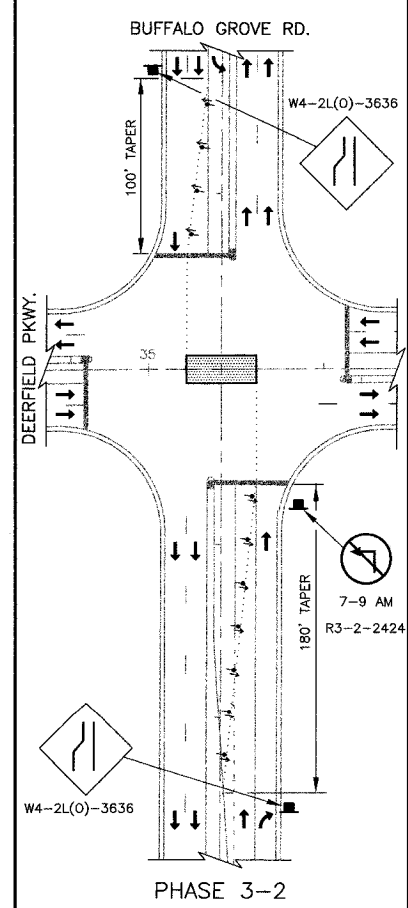 BUFFALO GROVE RD.
W4-2L(O)-3636
100' TAPER
DEERFIELD PKWY.
35
180' TAPER
7-9 AM
R3-2-2424
W4-2L(O)-3636
PHASE 3-2